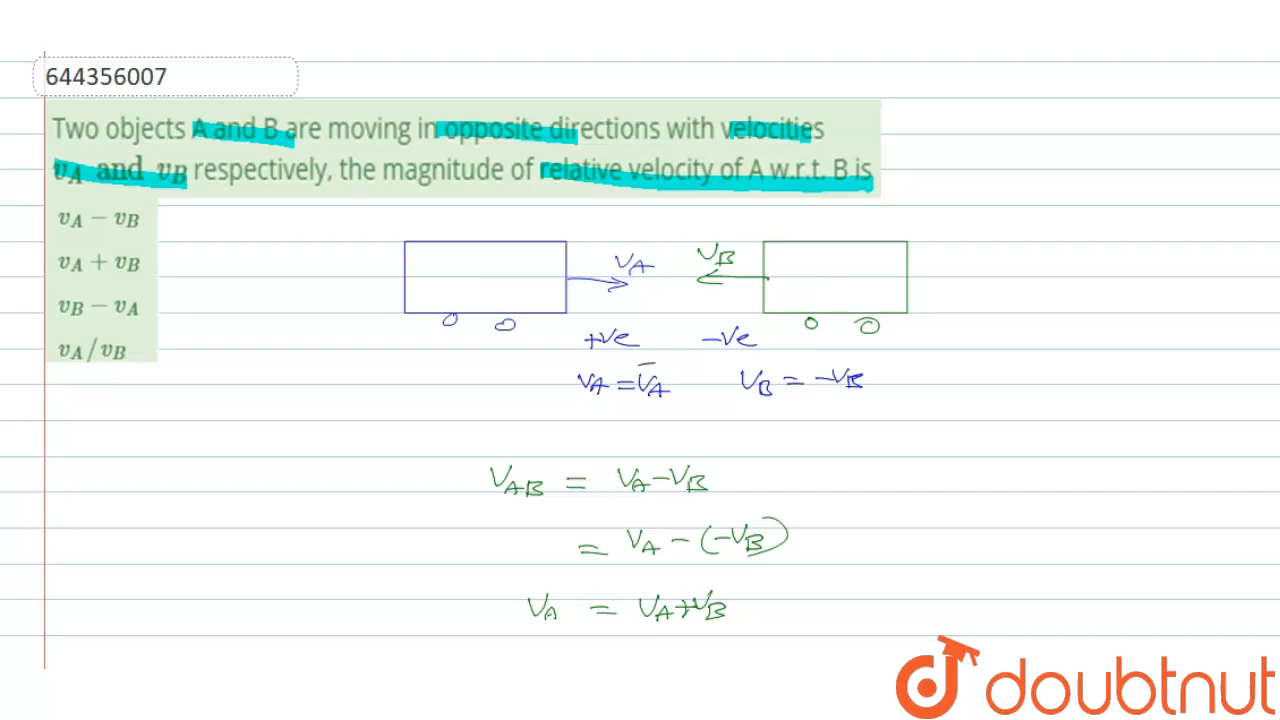 644356007
Two objects A and B are moving in opposite directions with velocities
v_A and v_B respectively, the magnitude of relative velocity of A w.r.t. B is
v_A − v_B
v_A + v_B
v_B − v_A
v_A/v_B
V_A V_B
+ve −ve
V_A = V̄_A V_B = −V_B
V_AB = V_A − V_B
= V_A − (−V_B)
V_A = V_A + V_B
doubtnut